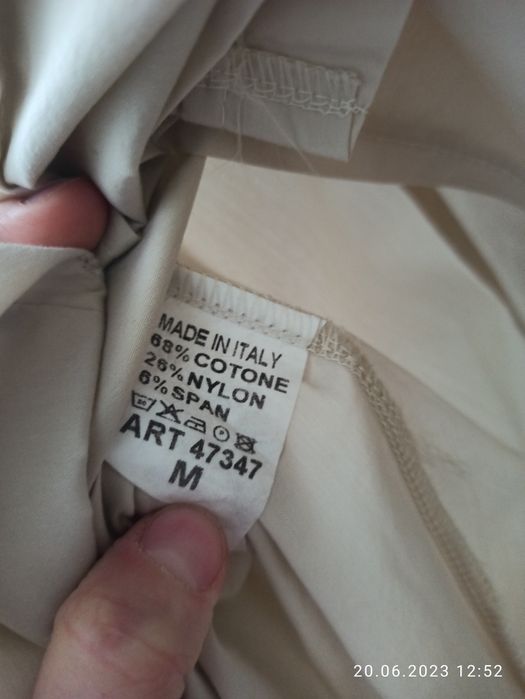 MADE IN ITALY
68% COTONE
26% NYLON
6% SPAN
ART 47347
M
20.06.2023 12:52